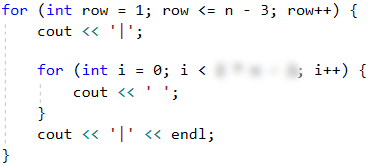 for (int row = 1; row <= n - 3; row++) {
cout << '|';
for (int i = 0; i < ; i++) {
cout << ' ';
}
cout << '|' << endl;
}